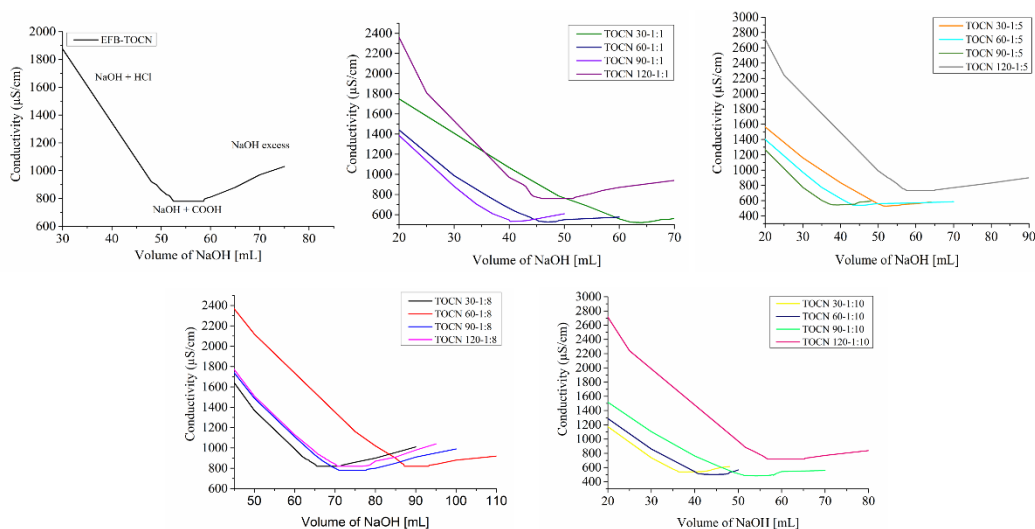 2000
1800
1600
1400
1200
1000
800
600
Conductivity (µS/cm)
30 40 50 60 70 80
Volume of NaOH [mL]
EFB-TOCN
NaOH + HCl
NaOH excess
NaOH + COOH
2400
2200
2000
1800
1600
1400
1200
1000
800
600
Conductivity (µS/cm)
20 30 40 50 60 70
Volume of NaOH [mL]
TOCN 30-1:1
TOCN 60-1:1
TOCN 90-1:1
TOCN 120-1:1
3000
2800
2600
2400
2200
2000
1800
1600
1400
1200
1000
800
600
400
Conductivity (µS/cm)
20 30 40 50 60 70 80 90
Volume of NaOH [mL]
TOCN 30-1:5
TOCN 60-1:5
TOCN 90-1:5
TOCN 120-1:5
2400
2200
2000
1800
1600
1400
1200
1000
800
600
Conductivity (µS/cm)
50 60 70 80 90 100 110
Volume of NaOH [mL]
TOCN 30-1:8
TOCN 60-1:8
TOCN 90-1:8
TOCN 120-1:8
3000
2800
2600
2400
2200
2000
1800
1600
1400
1200
1000
800
600
400
Conductivity (µS/cm)
20 30 40 50 60 70 80
Volume of NaOH [mL]
TOCN 30-1:10
TOCN 60-1:10
TOCN 90-1:10
TOCN 120-1:10